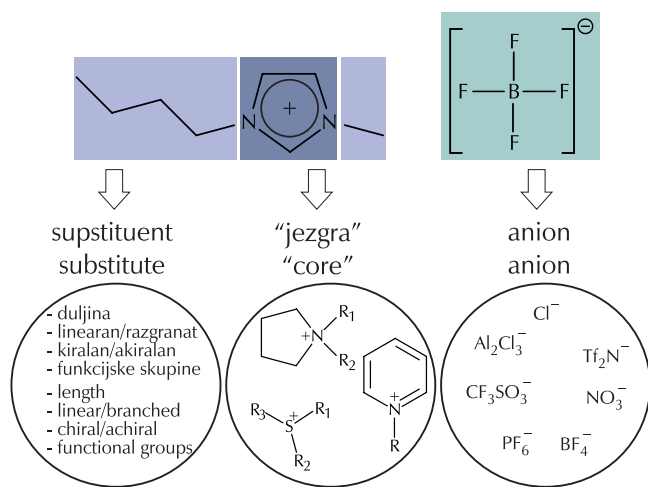 F
F
B
F
F
⊖
N
+
N
supstituent
substitute
- duljina
- linearan/razgranat
- kiralan/akiralan
- funkcijske skupine
- length
- linear/branched
- chiral/achiral
- functional groups
“jezgra”
“core”
+N
R₁
R₂
R₃
S⁺
R₁
R₂
N⁺
R
anion
anion
Cl⁻
Al₂Cl₃⁻
Tf₂N⁻
CF₃SO₃⁻
NO₃⁻
PF₆⁻
BF₄⁻